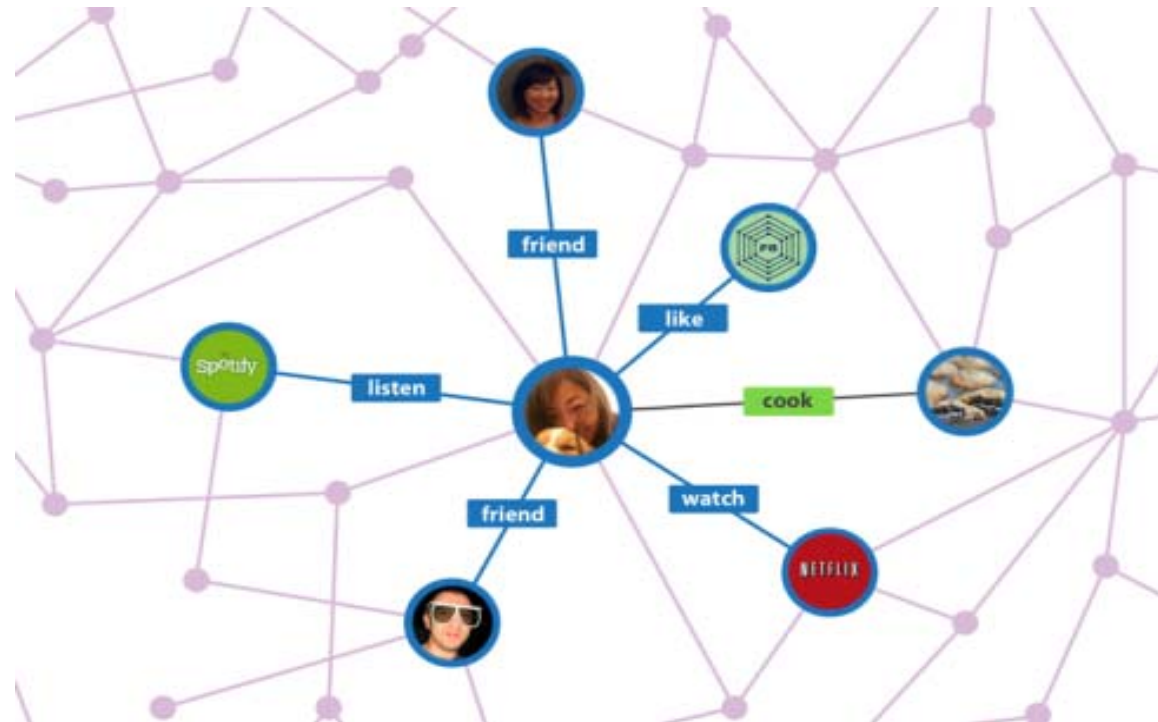 friend
like
Spotify
listen
cook
watch
friend
NETFLIX